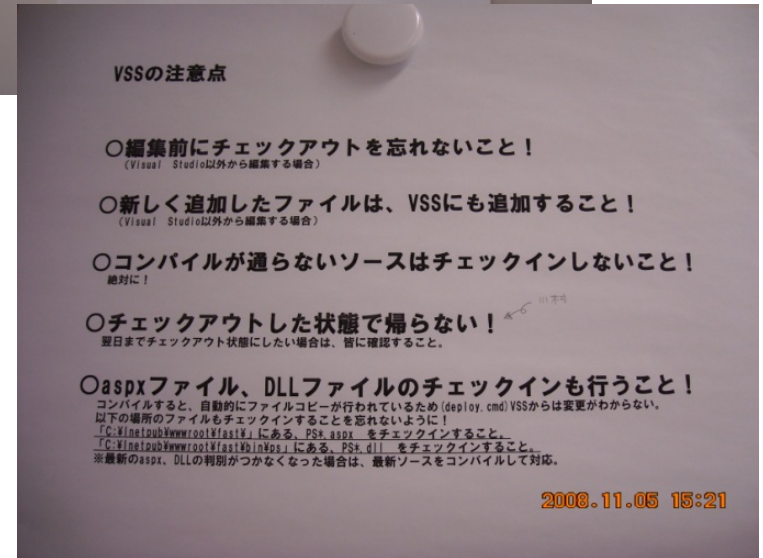 VSSの注意点
○編集前にチェックアウトを忘れないこと!
(Visual Studio以外から編集する場合)
○新しく追加したファイルは、VSSにも追加すること!
(Visual Studio以外から編集する場合)
○コンパイルが通らないソースはチェックインしないこと!
絶対に!
○チェックアウトした状態で帰らない!
翌日までチェックアウト状態にしたい場合は、皆に確認すること。
○aspxファイル、DLLファイルのチェックインも行うこと!
コンパイルすると、自動的にファイルコピーが行われているため(deploy.cmd)VSSからは変更がわからない。
以下の場所のファイルもチェックインすることを忘れないように!
「C:¥Inetpub¥wwwroot¥fast¥」にある、PS*.aspx をチェックインすること。
「C:¥Inetpub¥wwwroot¥fast¥bin¥ps」にある、PS*.dll をチェックインすること。
※最新のaspx、DLLの判別がつかなくなった場合は、最新ソースをコンパイルして対応。
2008.11.05 15:21